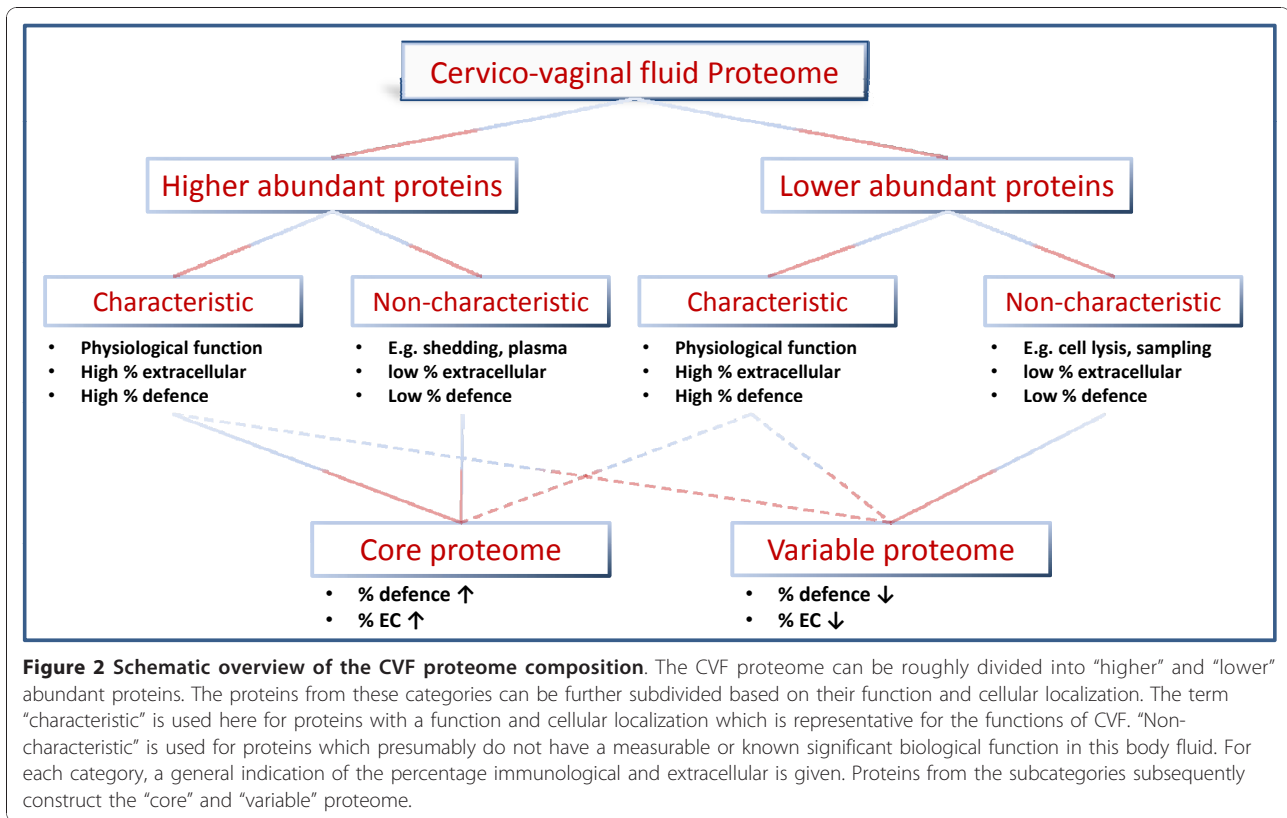 Cervico-vaginal fluid Proteome
Higher abundant proteins
Lower abundant proteins
Characteristic
• Physiological function
• High % extracellular
• High % defence
Non-characteristic
• E.g. shedding, plasma
• low % extracellular
• Low % defence
Characteristic
• Physiological function
• High % extracellular
• High % defence
Non-characteristic
• E.g. cell lysis, sampling
• low % extracellular
• Low % defence
Core proteome
• % defence ↑
• % EC ↑
Variable proteome
• % defence ↓
• % EC ↓
Figure 2 Schematic overview of the CVF proteome composition. The CVF proteome can be roughly divided into “higher” and “lower”
abundant proteins. The proteins from these categories can be further subdivided based on their function and cellular localization. The term
“characteristic” is used here for proteins with a function and cellular localization which is representative for the functions of CVF. “Non-
characteristic” is used for proteins which presumably do not have a measurable or known significant biological function in this body fluid. For
each category, a general indication of the percentage immunological and extracellular is given. Proteins from the subcategories subsequently
construct the “core” and “variable” proteome.